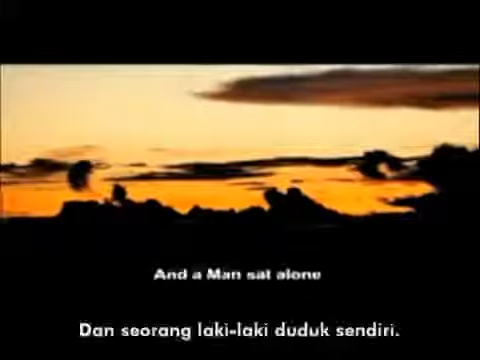 And a Man sat alone
Dan seorang laki-laki duduk sendiri.